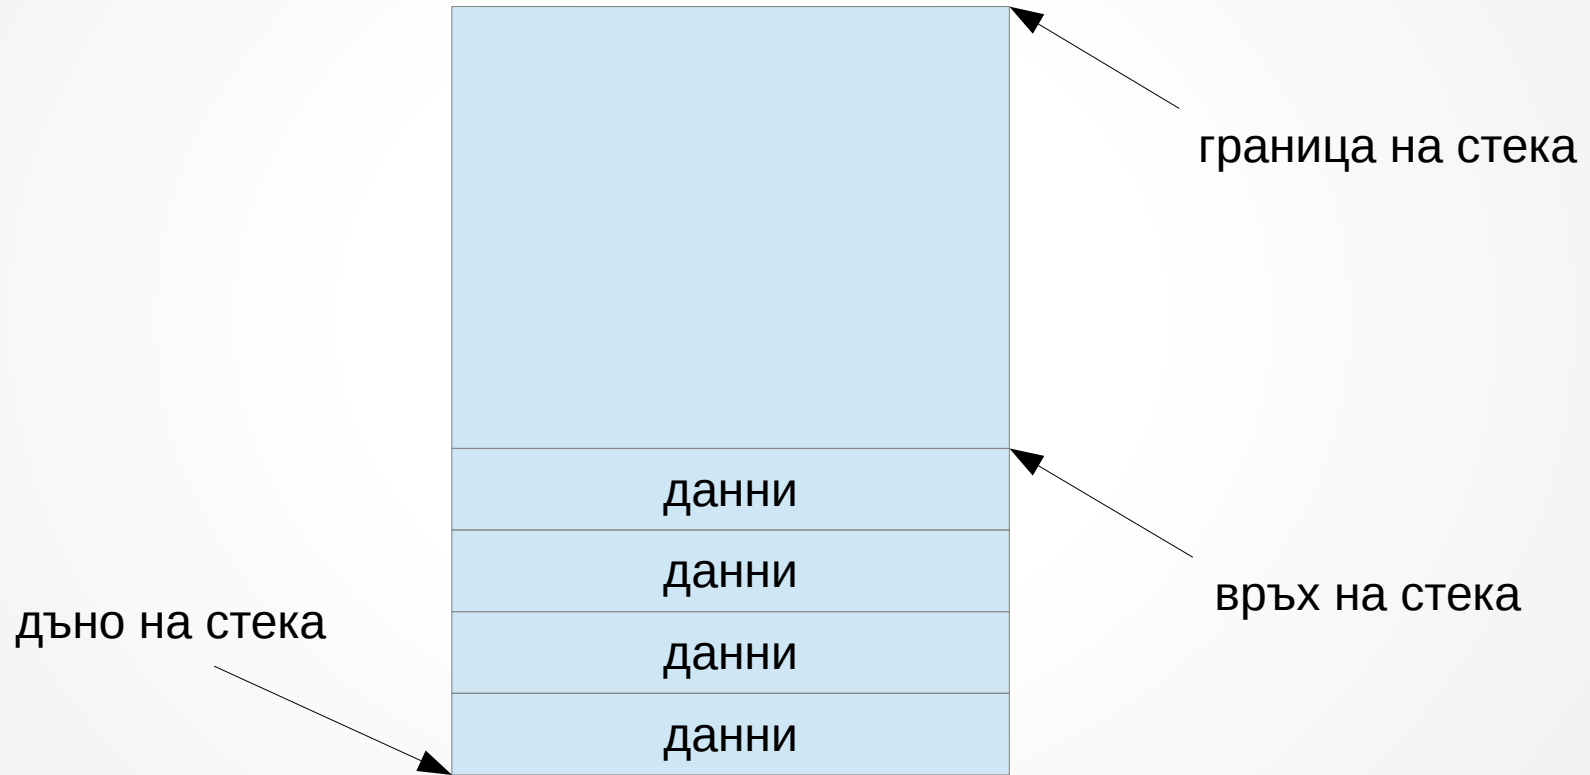 граница на стека
данни
данни
връх на стека
дъно на стека
данни
данни